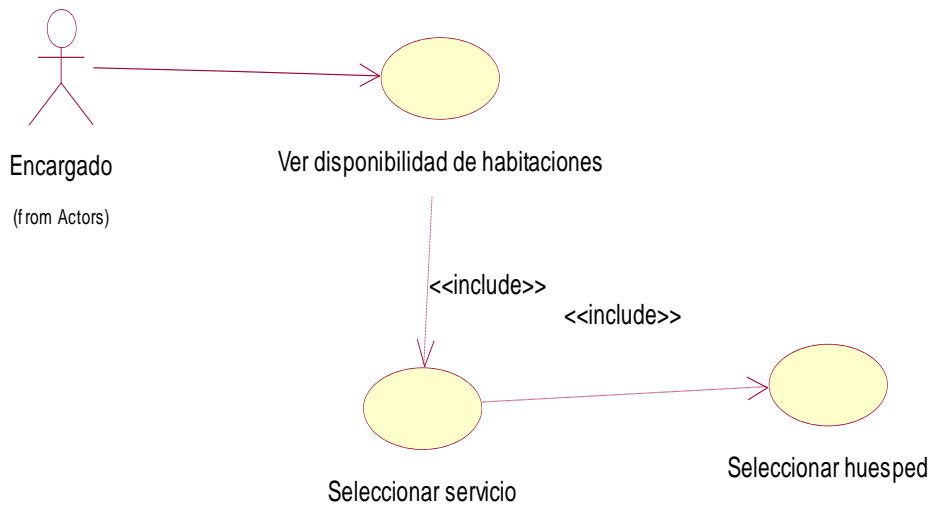 Encargado
(from Actors)
Ver disponibilidad de habitaciones
<<include>>
<<include>>
Seleccionar servicio
Seleccionar huesped